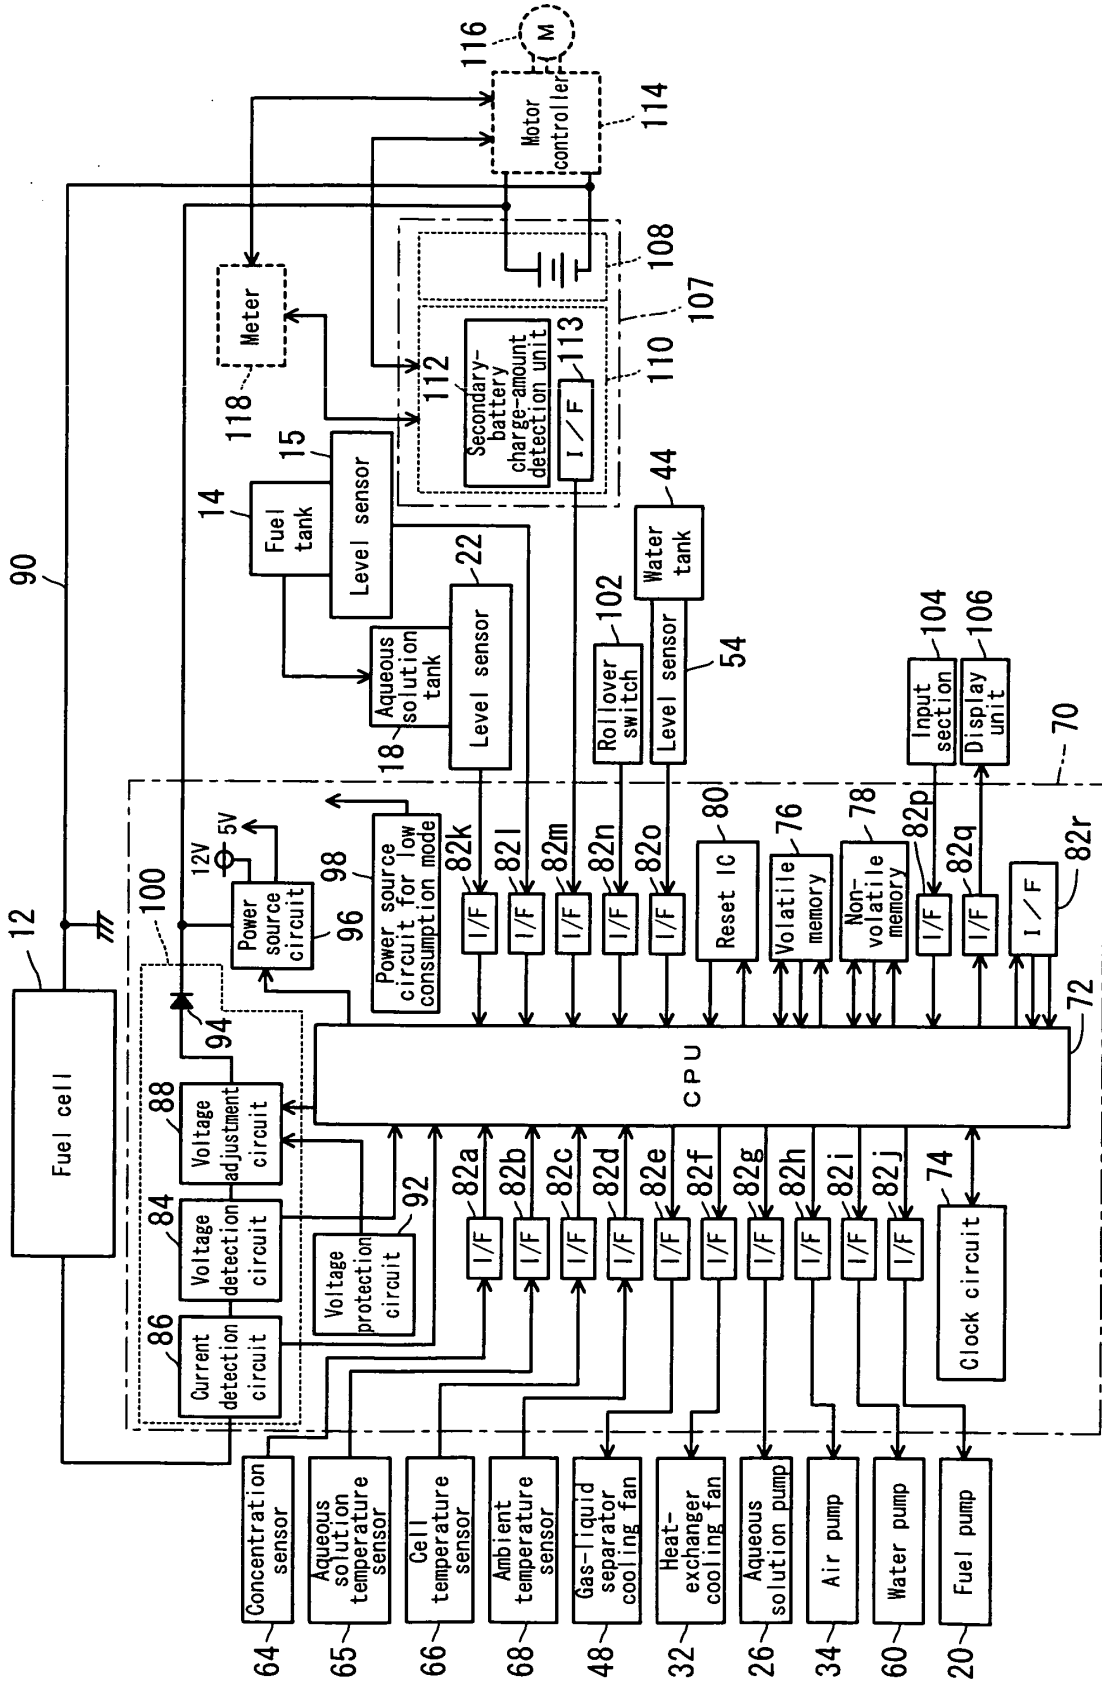 12
Fuel cell
90
100
86
Current
detection
circuit
84
Voltage
detection
circuit
88
Voltage
adjustment
circuit
94
Voltage
protection
circuit
92
12V
5V
Power
source
circuit
96
98
Power source
circuit for low
consumption mode
14
Fuel
tank
15
Level sensor
Aqueous
solution
tank
18
22
Level sensor
118
Meter
116
M
Motor
controller
114
112
Secondary-
battery
charge-amount
detection unit
I/F
113
108
107
110
Rollover
switch
102
Water
tank
44
Level sensor
54
Input
section
104
Display
unit
106
70
64
Concentration
sensor
65
Aqueous
solution
temperature
sensor
66
Cell
temperature
sensor
68
Ambient
temperature
sensor
48
Gas-liquid
separator
cooling fan
32
Heat-
exchanger
cooling fan
26
Aqueous
solution pump
34
Air pump
60
Water pump
20
Fuel pump
82a
I/F
82b
I/F
82c
I/F
82d
I/F
82e
I/F
82f
I/F
82g
I/F
82h
I/F
82i
I/F
82j
I/F
74
Clock circuit
CPU
72
82k
I/F
82l
I/F
82m
I/F
82n
I/F
82o
I/F
80
Reset IC
76
Volatile
memory
78
Non-
volatile
memory
82p
I/F
82q
I/F
I/F
82r